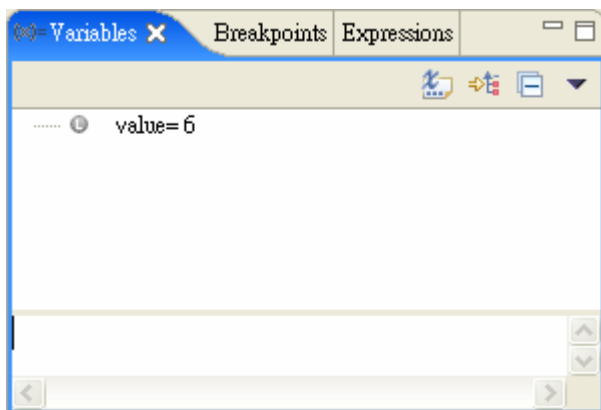 (x)= Variables Breakpoints Expressions
value= 6